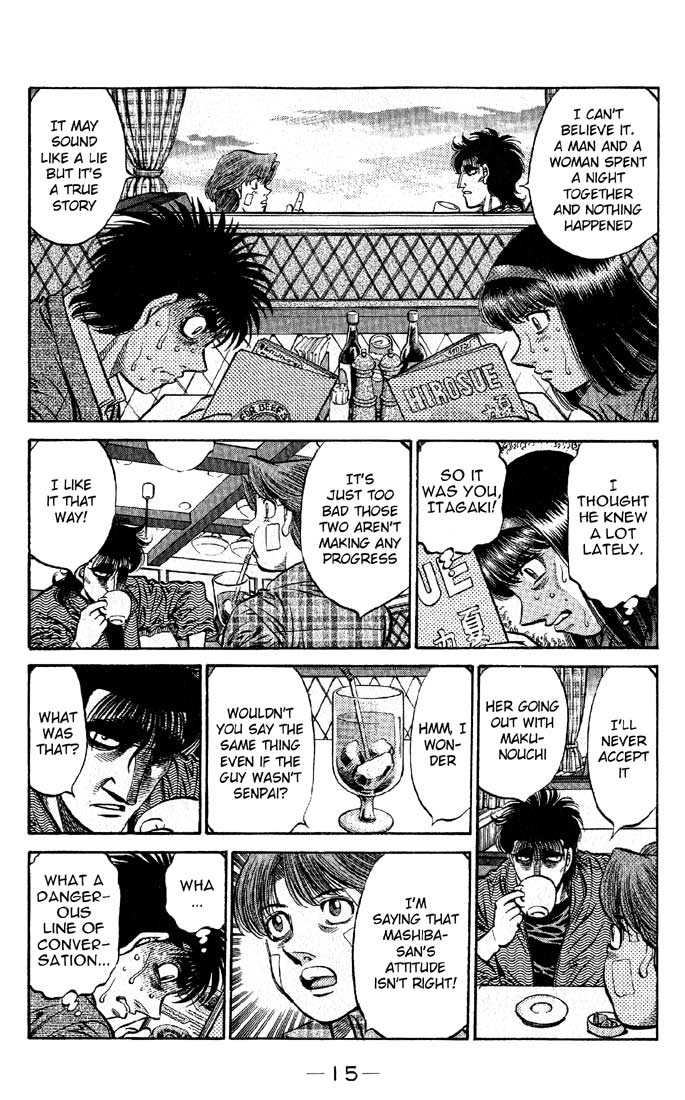 I CAN'T
BELIEVE IT.
A MAN AND A
WOMAN SPENT
A NIGHT
TOGETHER
AND NOTHING
HAPPENED
IT MAY
SOUND
LIKE A LIE
BUT IT'S
A TRUE
STORY
HIROSUE
I
THOUGHT
HE KNEW
A LOT
LATELY.
SO IT
WAS YOU,
ITAGAKI!
UE
夏
IT'S
JUST TOO
BAD THOSE
TWO AREN'T
MAKING ANY
PROGRESS
I LIKE
IT THAT
WAY!
I'LL
NEVER
ACCEPT
IT
HER GOING
OUT WITH
MAKU-
NOUCHI
HMM, I
WON-
DER
WOULDN'T
YOU SAY THE
SAME THING
EVEN IF THE
GUY WASN'T
SENPAI?
WHAT
WAS
THAT?
I'M
SAYING THAT
MASHIBA-
SAN'S
ATTITUDE
ISN'T RIGHT!
WHA
...
WHAT A
DANGER-
OUS
LINE OF
CONVER-
SATION...
—15—